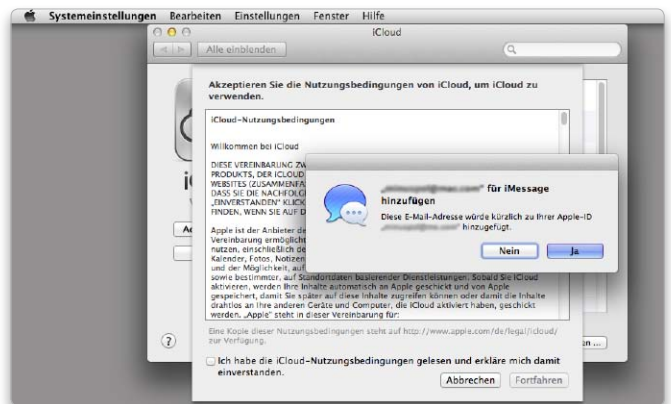 Systemeinstellungen Bearbeiten Einstellungen Fenster Hilfe
iCloud
Alle einblenden
Akzeptieren Sie die Nutzungsbedingungen von iCloud, um iCloud zu
verwenden.
iCloud-Nutzungsbedingungen
Willkommen bei iCloud
DIESE VEREINBARUNG
PRODUKTS, DER ICLOUD
WEBSITES
DASS SIE DIE
„EINVERSTANDEN“
FINDEN, WENN SIE AUF
Apple ist der Anbieter
Vereinbarung ermöglicht
nutzen, einschließlich
Kalender, Fotos, Notizen
und der Möglichkeit, auf
sowie bestimmter, auf Standortdaten basierender Dienstleistungen. Sobald Sie iCloud
aktivieren, werden Ihre Inhalte automatisch an Apple geschickt und von Apple
gespeichert, damit Sie später auf diese Inhalte zugreifen können oder damit die Inhalte
drahtlos an Ihre anderen Geräte und Computer, die iCloud aktiviert haben, geschickt
werden. „Apple“ steht in dieser Vereinbarung für:
Eine Kopie dieser Nutzungsbedingungen steht auf http://www.apple.com/de/legal/icloud/
zur Verfügung.
Ich habe die iCloud-Nutzungsbedingungen gelesen und erkläre mich damit
einverstanden.
Abbrechen Fortfahren
für iMessage
hinzufügen
Diese E-Mail-Adresse würde kürzlich zu Ihrer Apple-ID
hinzugefügt.
Nein Ja
?